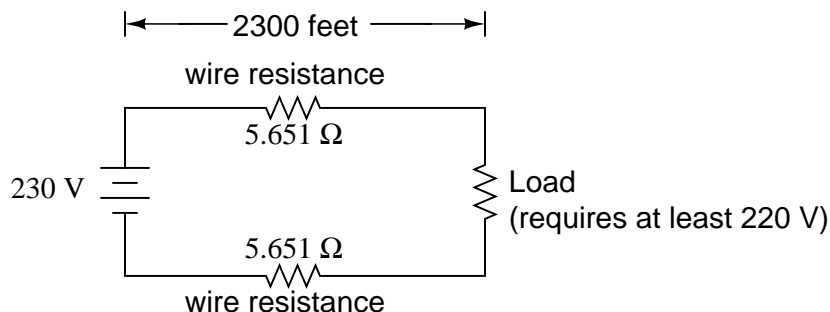 2300 feet
wire resistance
5.651 Ω
230 V
Load
(requires at least 220 V)
5.651 Ω
wire resistance